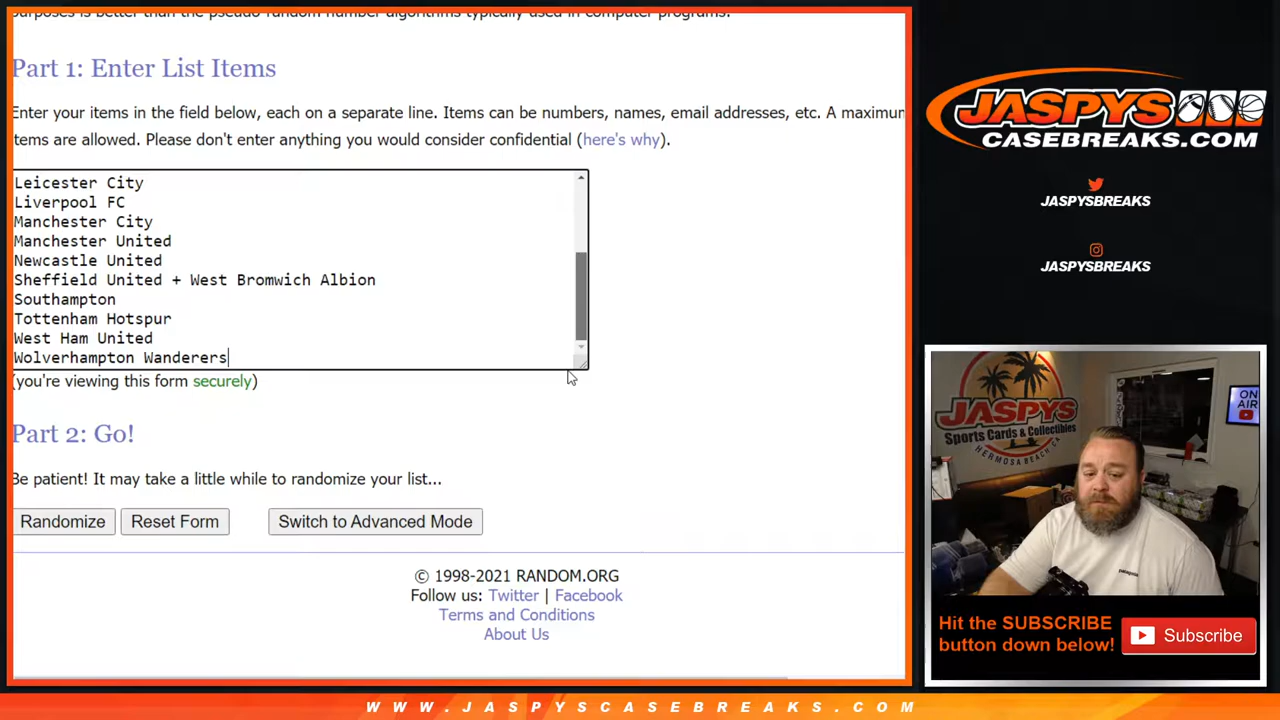 purposes is better than the pseudo-random number algorithms typically used in computer programs.
Part 1: Enter List Items
Enter your items in the field below, each on a separate line. Items can be numbers, names, email addresses, etc. A maximum
items are allowed. Please don't enter anything you would consider confidential (here's why).
Leicester City
Liverpool FC
Manchester City
Manchester United
Newcastle United
Sheffield United + West Bromwich Albion
Southampton
Tottenham Hotspur
West Ham United
Wolverhampton Wanderers
(you're viewing this form securely)
Part 2: Go!
Be patient! It may take a little while to randomize your list...
Randomize
Reset Form
Switch to Advanced Mode
© 1998-2021 RANDOM.ORG
Follow us: Twitter | Facebook
Terms and Conditions
About Us
JASPYS
CASEBREAKS.COM
JASPYSBREAKS
JASPYSBREAKS
JASPYS
Sports Cards & Collectibles
HERMOSA BEACH, CA
ON
AIR
patagonia
Hit the SUBSCRIBE
button down below!
Subscribe
WWW.JASPYSCASEBREAKS.COM